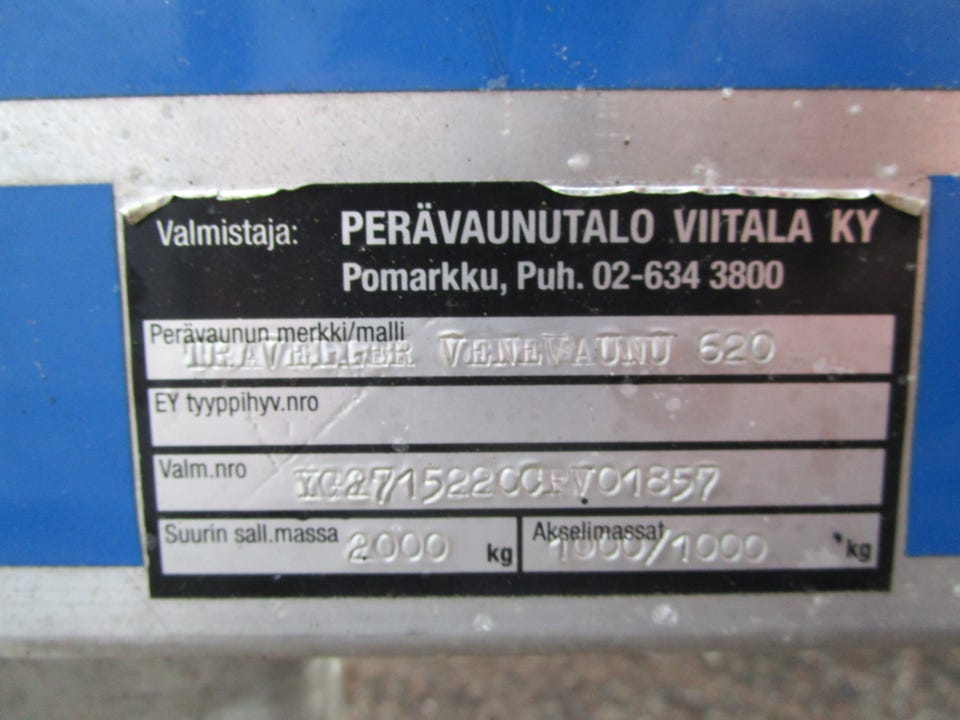 Valmistaja: PERÄVAUNUTALO VIITALA KY
Pomarkku, Puh. 02-634 3800
Perävaunun merkki/malli
TRAVELLER VENEVAUNU 620
EY tyyppihyv.nro
Valm.nro
Suurin sall.massa 2000 kg Akselimassat 1000/1000 kg